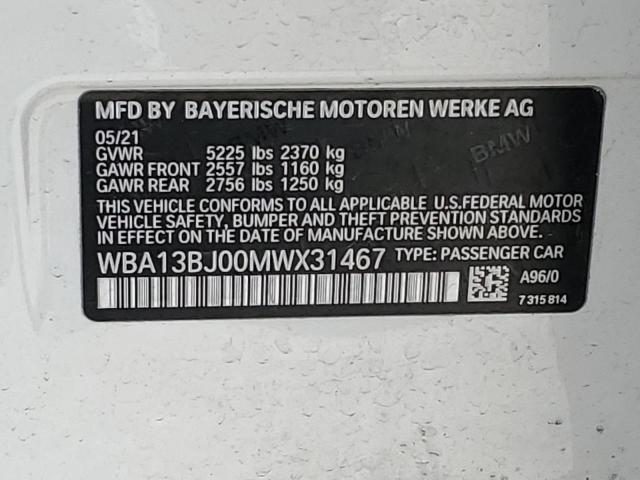 MFD BY BAYERISCHE MOTOREN WERKE AG
05/21
GVWR 5225 lbs 2370 kg
GAWR FRONT 2557 lbs 1160 kg
GAWR REAR 2756 lbs 1250 kg
BMW
THIS VEHICLE CONFORMS TO ALL APPLICABLE U.S.FEDERAL MOTOR
VEHICLE SAFETY, BUMPER AND THEFT PREVENTION STANDARDS
IN EFFECT ON THE DATE OF MANUFACTURE SHOWN ABOVE.
WBA13BJ00MWX31467 TYPE: PASSENGER CAR
A96/0
7 315 814